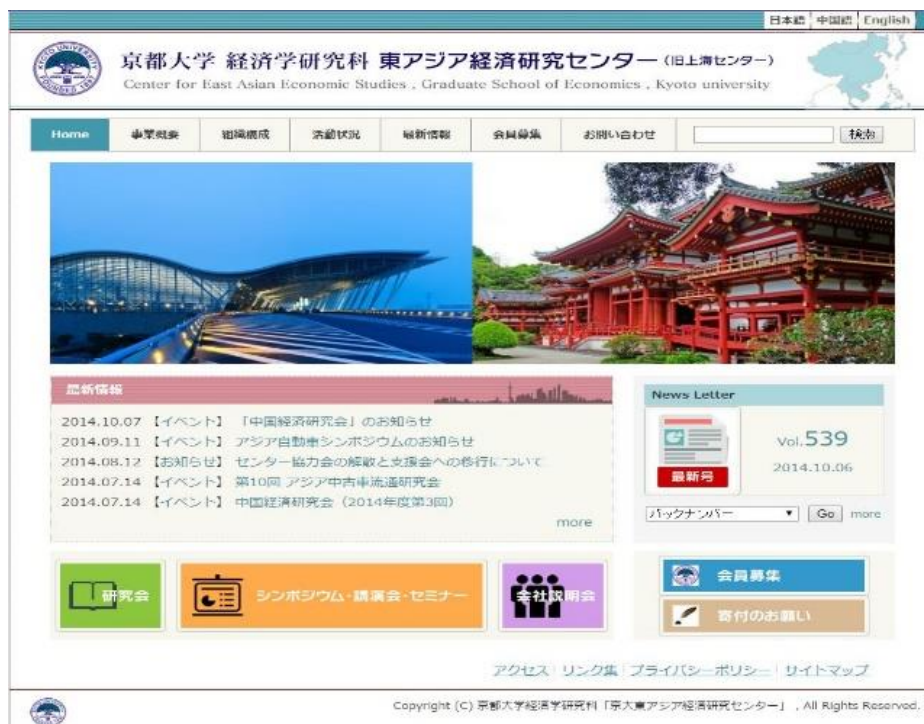 日本語 中国語 English
京都大学 経済学研究科 東アジア経済研究センター (旧上海センター)
Center for East Asian Economic Studies , Graduate School of Economics , Kyoto university
Home 事業概要 組織構成 活動状況 最新情報 会員募集 お問い合わせ 検索
最新情報
2014.10.07 【イベント】 「中国経済研究会」のお知らせ
2014.09.11 【イベント】 アジア自動車シンポジウムのお知らせ
2014.08.12 【お知らせ】 センター協力会の解散と支援会への移行について
2014.07.14 【イベント】 第10回 アジア中古車流通研究会
2014.07.14 【イベント】 中国経済研究会（2014年度第3回）
more
News Letter
Vol.539
2014.10.06
最新号
バックナンバー Go more
研究会 シンポジウム・講演会・セミナー 会社説明会
会員募集
寄付のお願い
アクセス リンク集 プライバシーポリシー サイトマップ
Copyright (C) 京都大学経済学研究科「京大東アジア経済研究センター」 , All Rights Reserved.